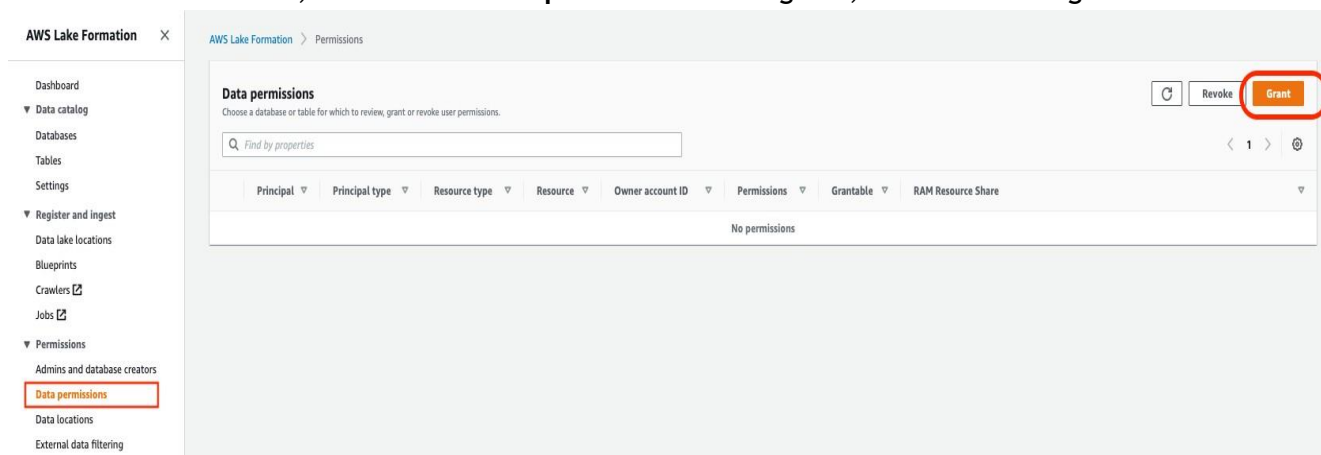 AWS Lake Formation
Dashboard
Data catalog
Databases
Tables
Settings
Register and ingest
Data lake locations
Blueprints
Crawlers
Jobs
Permissions
Admins and database creators
Data permissions
Data locations
External data filtering
AWS Lake Formation > Permissions
Data permissions
Choose a database or table for which to review, grant or revoke user permissions.
Revoke Grant
Find by properties
< 1 >
Principal Principal type Resource type Resource Owner account ID Permissions Grantable RAM Resource Share
No permissions